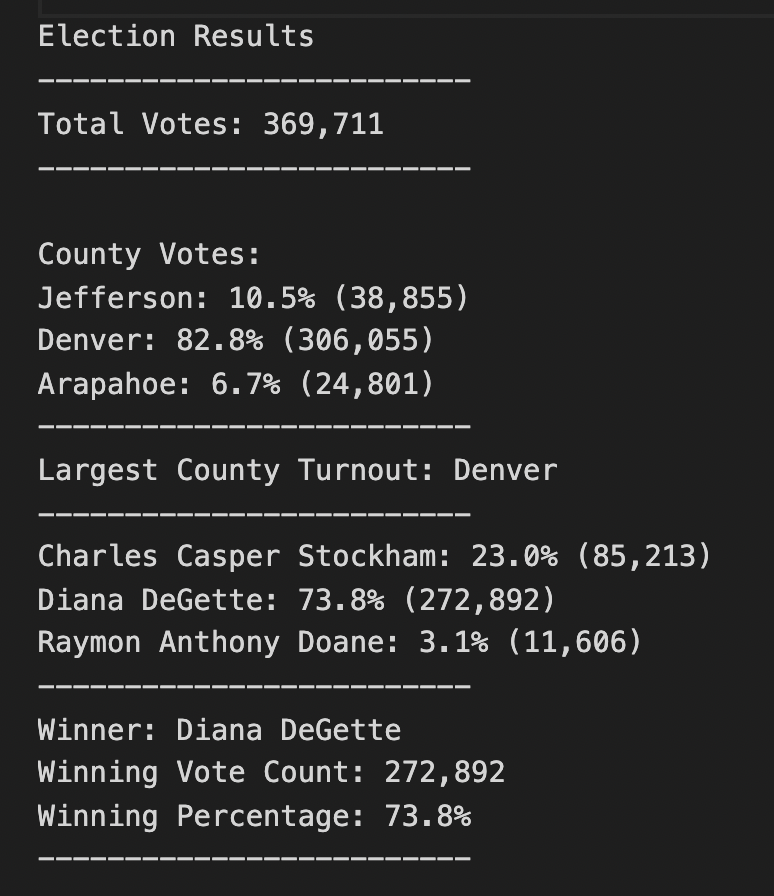 Election Results
-------------------------
Total Votes: 369,711
-------------------------
County Votes:
Jefferson: 10.5% (38,855)
Denver: 82.8% (306,055)
Arapahoe: 6.7% (24,801)
-------------------------
Largest County Turnout: Denver
-------------------------
Charles Casper Stockham: 23.0% (85,213)
Diana DeGette: 73.8% (272,892)
Raymon Anthony Doane: 3.1% (11,606)
-------------------------
Winner: Diana DeGette
Winning Vote Count: 272,892
Winning Percentage: 73.8%
-------------------------